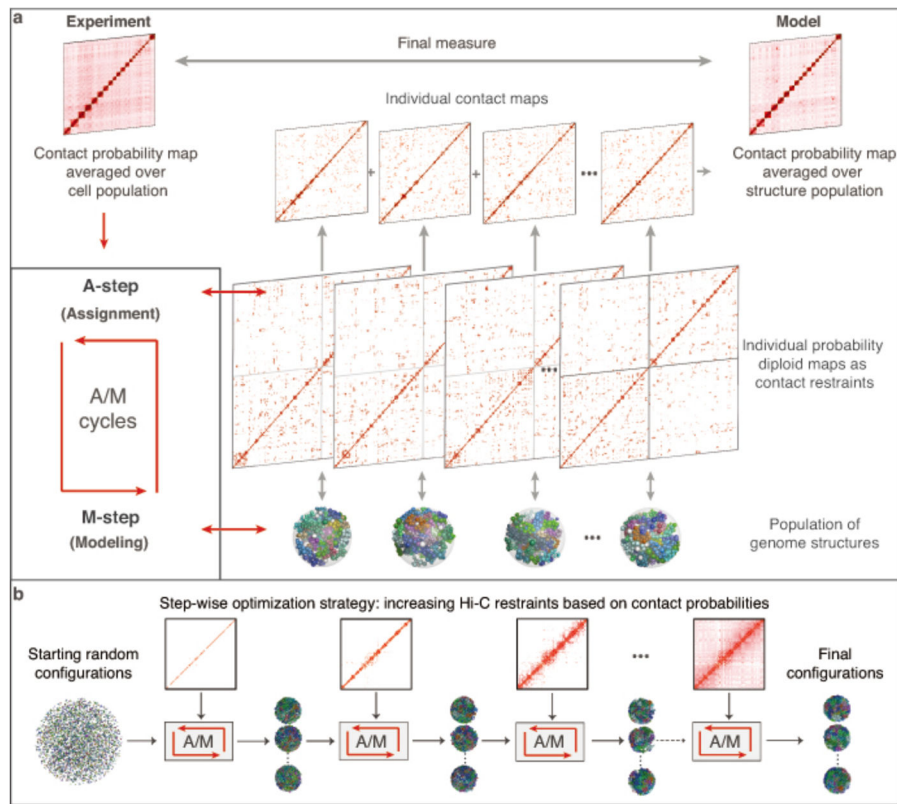 a
Experiment
Model
Final measure
Individual contact maps
Contact probability map
averaged over
cell population
+
+
•••
Contact probability map
averaged over
structure population
A-step
(Assignment)
A/M
cycles
M-step
(Modeling)
•••
Individual probability
diploid maps as
contact restraints
•••
Population of
genome structures
b
Step-wise optimization strategy: increasing Hi-C restraints based on contact probabilities
Starting random
configurations
•••
Final
configurations
A/M
A/M
A/M
A/M